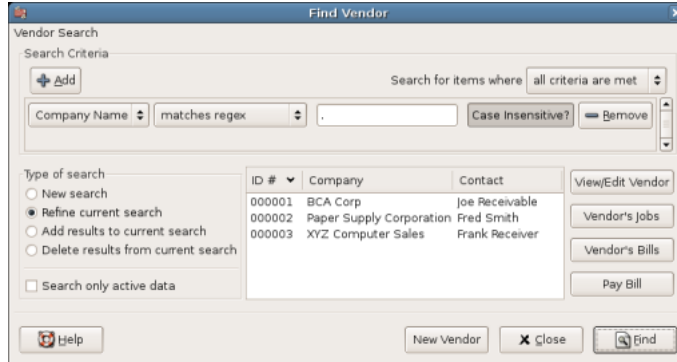 Find Vendor
Vendor Search
Search Criteria
Add
Search for items where all criteria are met
Company Name matches regex . Case Insensitive? Remove
Type of search
New search
Refine current search
Add results to current search
Delete results from current search
Search only active data
ID # Company Contact
000001 BCA Corp Joe Receivable
000002 Paper Supply Corporation Fred Smith
000003 XYZ Computer Sales Frank Receiver
View/Edit Vendor
Vendor's Jobs
Vendor's Bills
Pay Bill
Help New Vendor Close Find